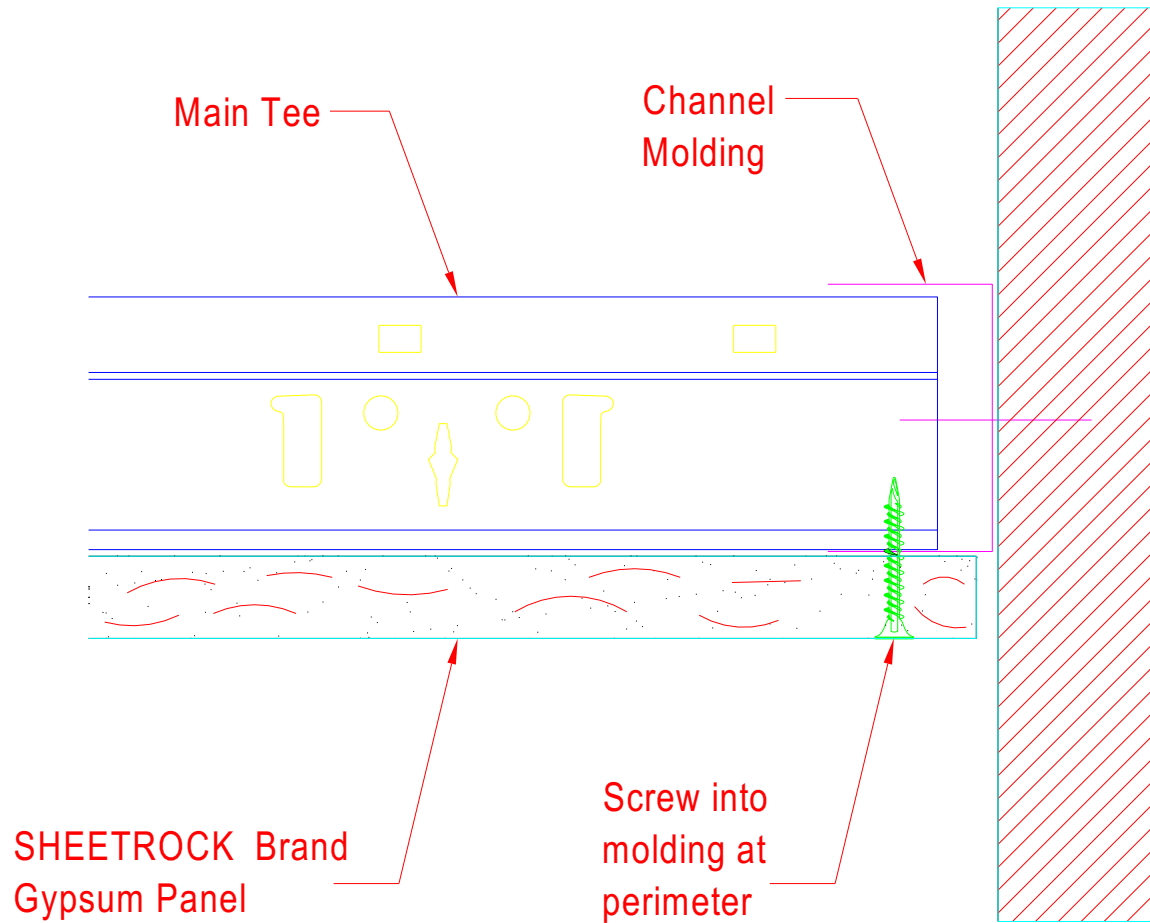 Main Tee
Channel
Molding
SHEETROCK Brand
Gypsum Panel
Screw into
molding at
perimeter